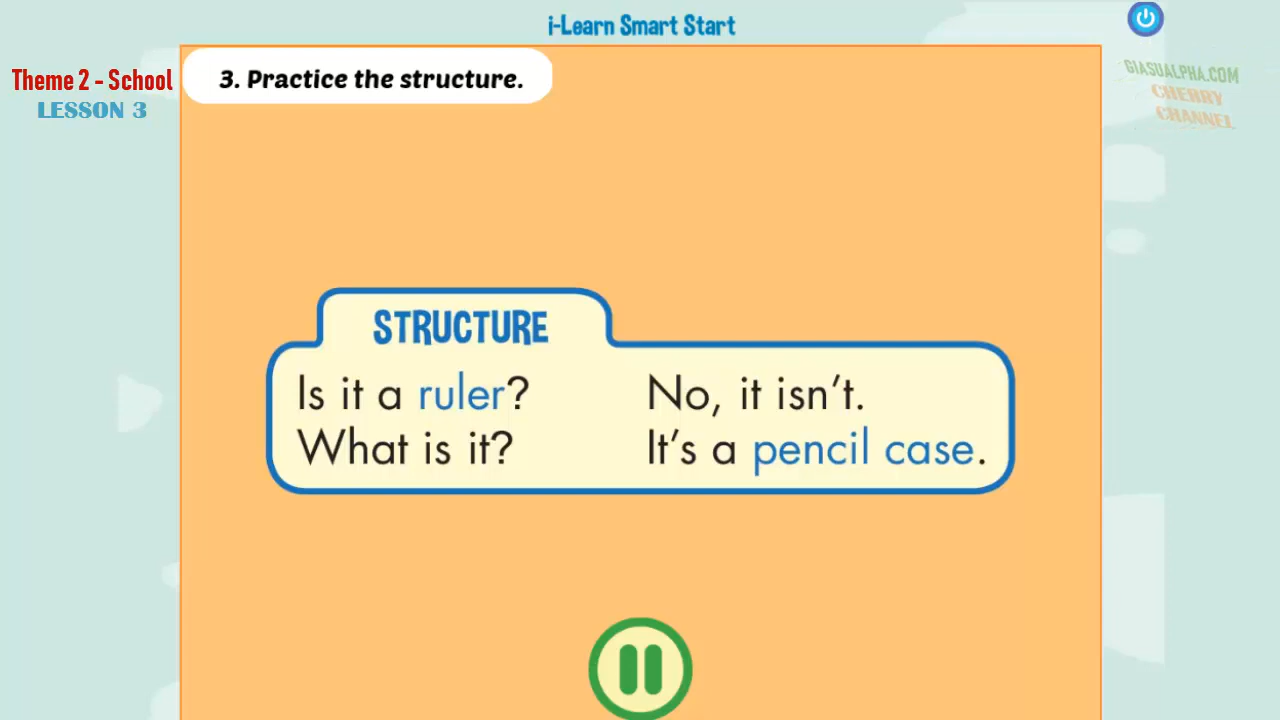 i-Learn Smart Start
Theme 2 - School
LESSON 3
3. Practice the structure.
GIASUALPHA.COM
CHERRY
CHANNEL
STRUCTURE
Is it a ruler? No, it isn't.
What is it? It's a pencil case.